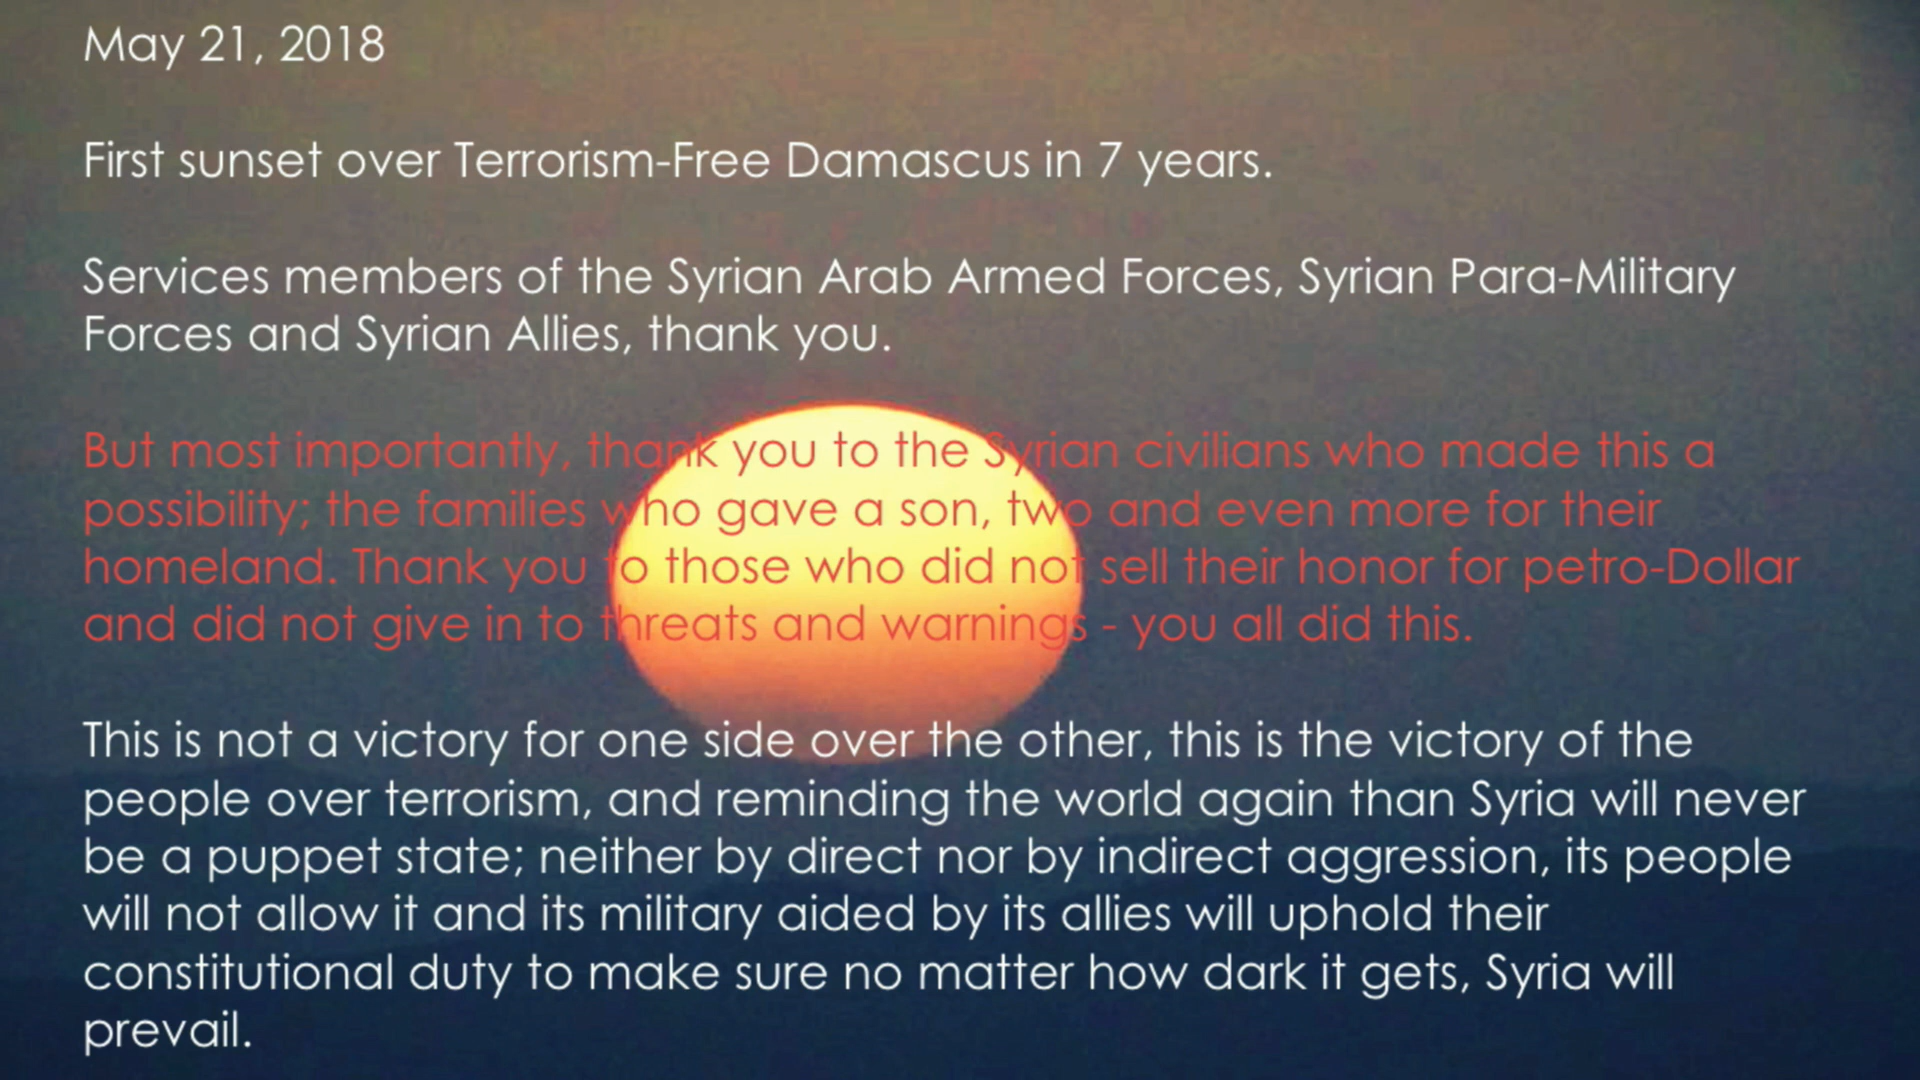 May 21, 2018
First sunset over Terrorism-Free Damascus in 7 years.
Services members of the Syrian Arab Armed Forces, Syrian Para-Military
Forces and Syrian Allies, thank you.
But most importantly, thank you to the Syrian civilians who made this a
possibility; the families who gave a son, two and even more for their
homeland. Thank you to those who did not sell their honor for petro-Dollar
and did not give in to threats and warnings - you all did this.
This is not a victory for one side over the other, this is the victory of the
people over terrorism, and reminding the world again than Syria will never
be a puppet state; neither by direct nor by indirect aggression, its people
will not allow it and its military aided by its allies will uphold their
constitutional duty to make sure no matter how dark it gets, Syria will
prevail.